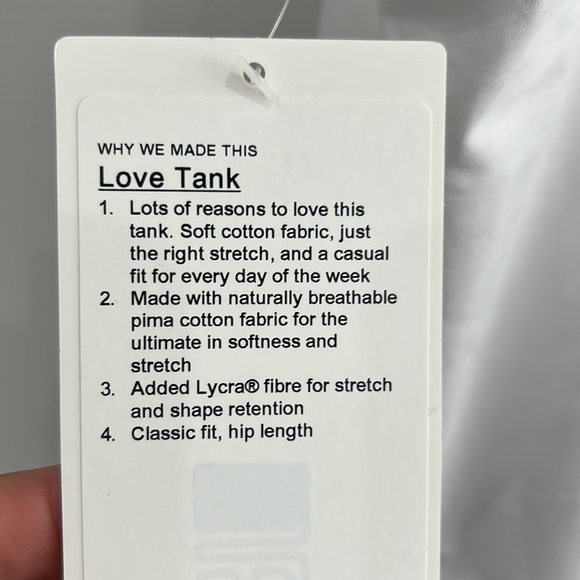 WHY WE MADE THIS
Love Tank
1. Lots of reasons to love this
tank. Soft cotton fabric, just
the right stretch, and a casual
fit for every day of the week
2. Made with naturally breathable
pima cotton fabric for the
ultimate in softness and
stretch
3. Added Lycra® fibre for stretch
and shape retention
4. Classic fit, hip length